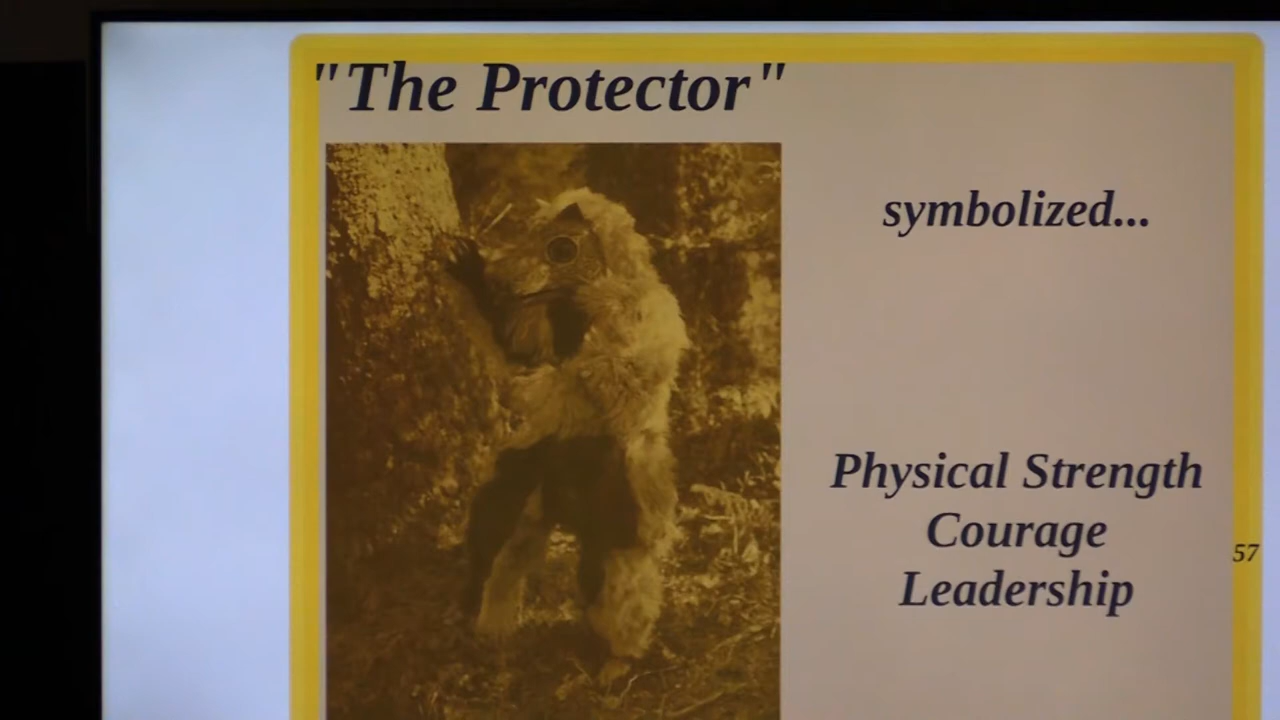 "The Protector"
symbolized...
Physical Strength
Courage
57
Leadership